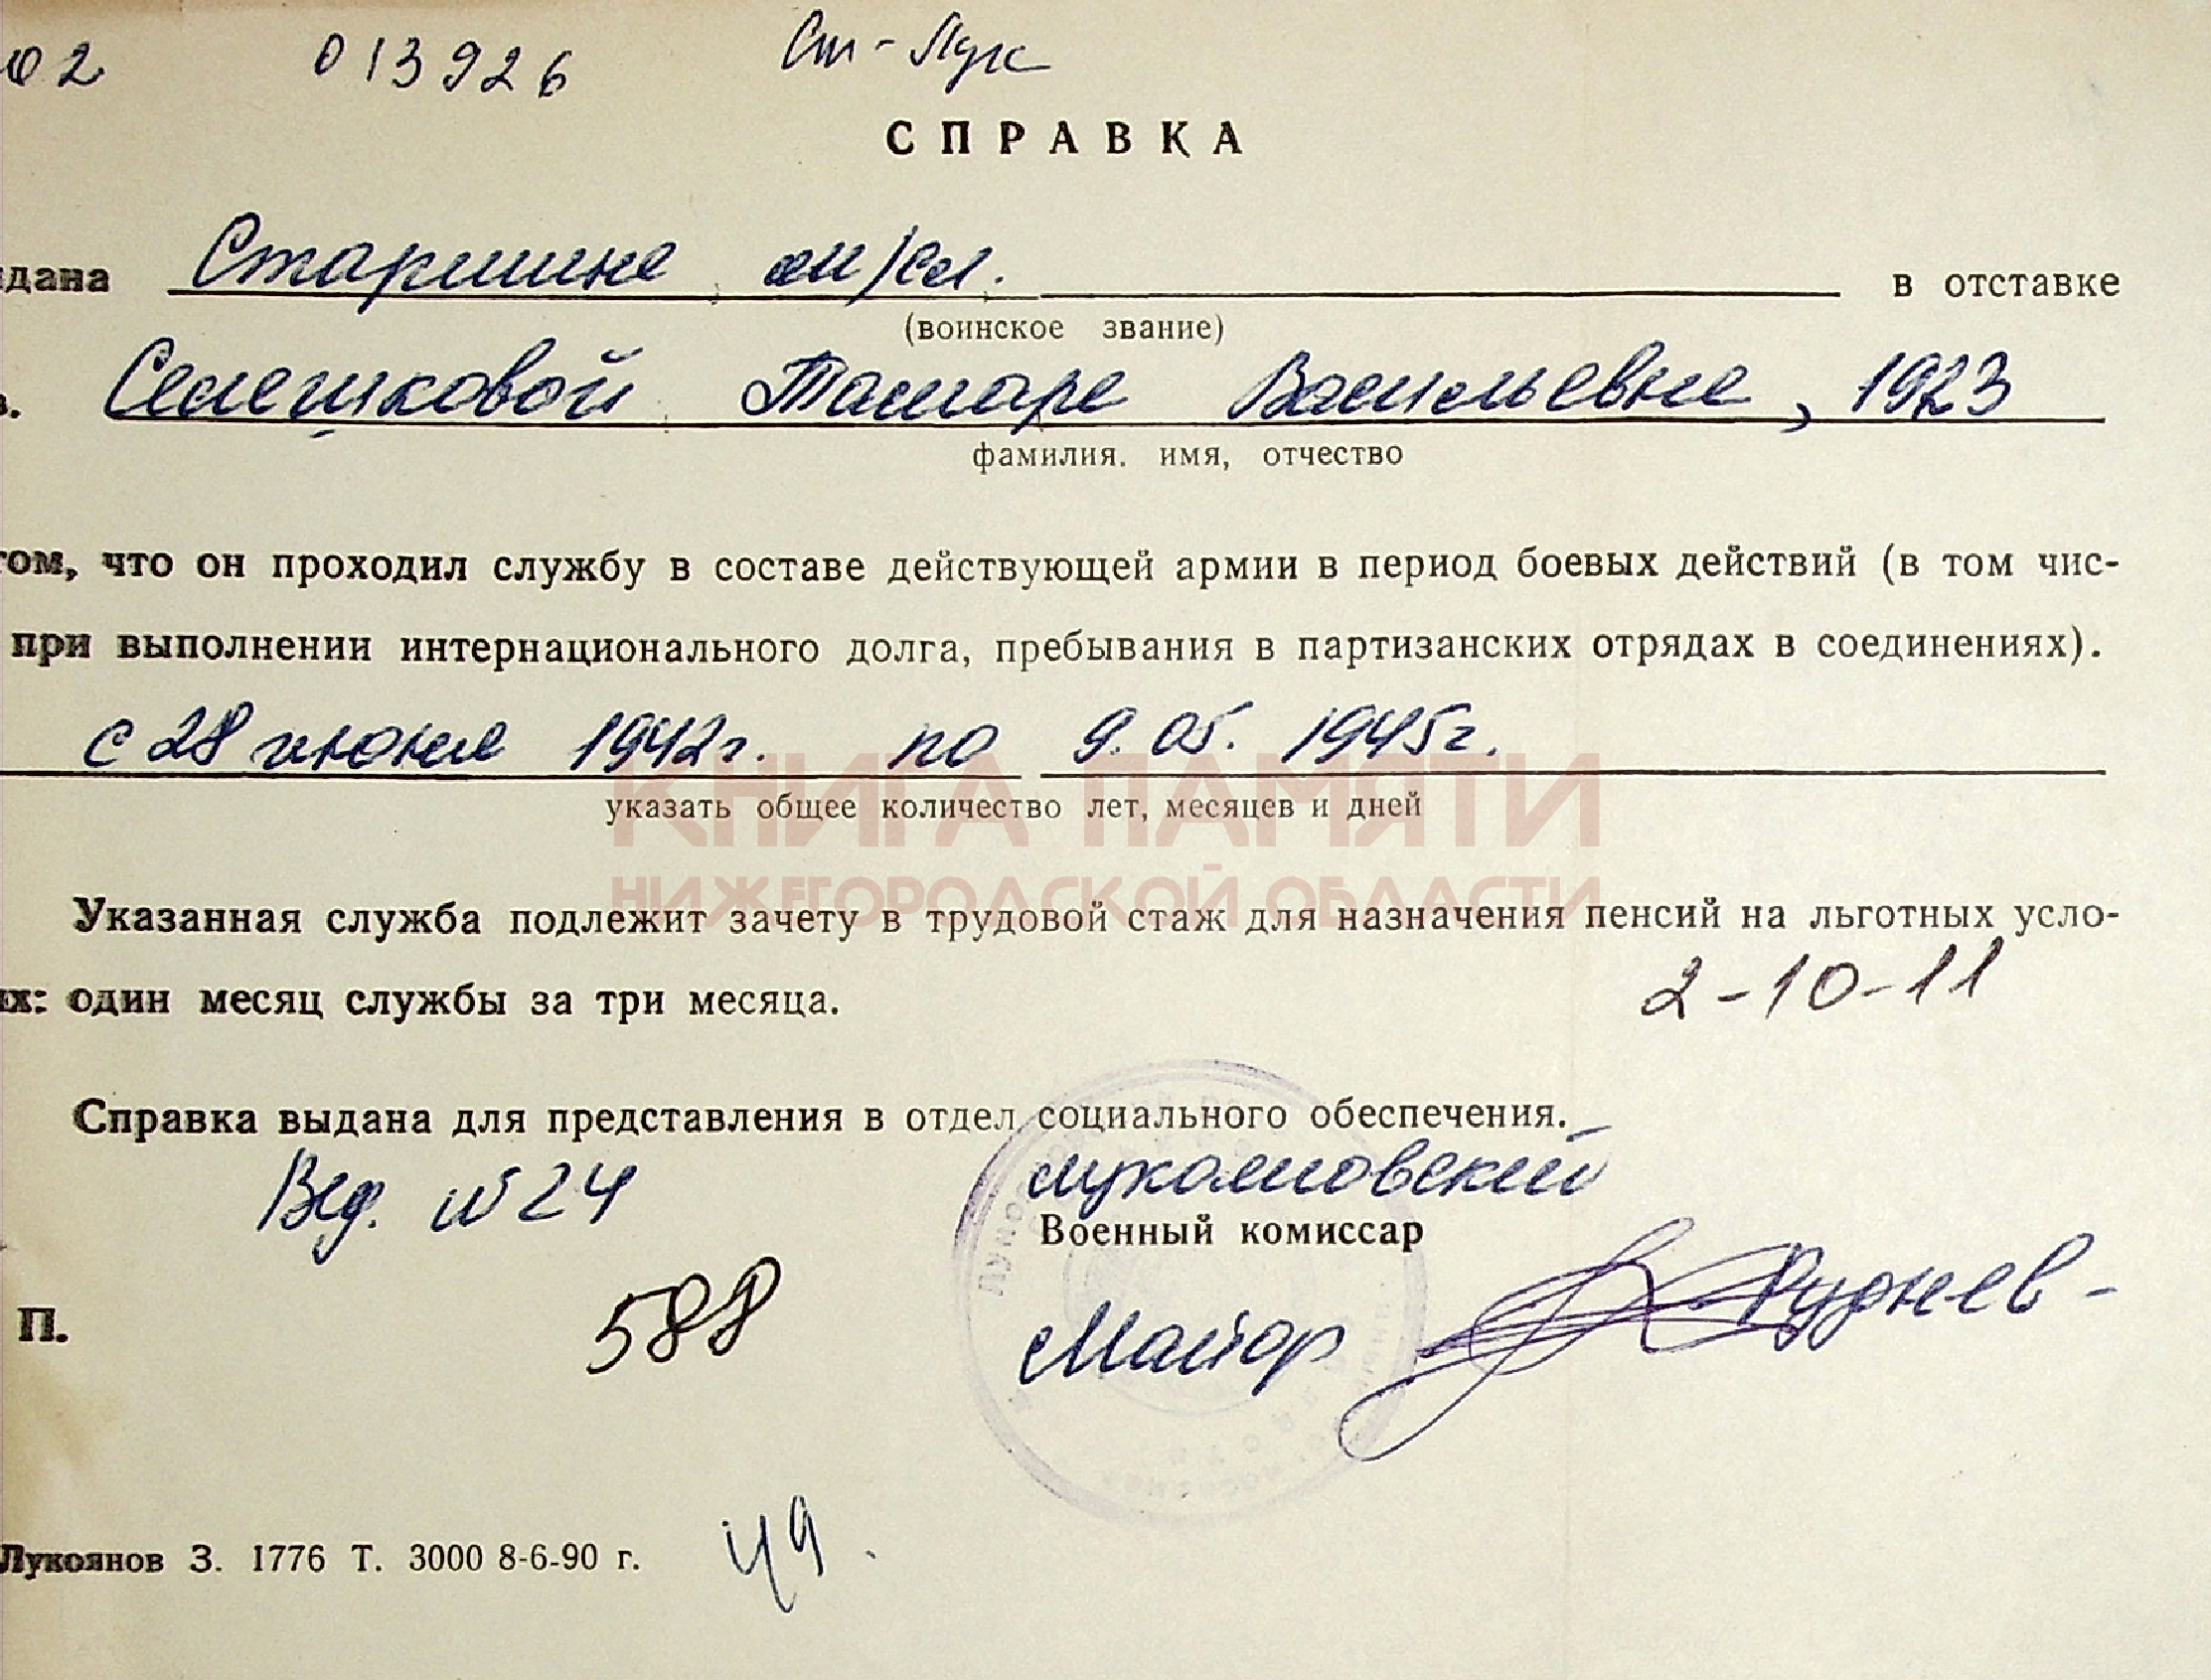 02 013926 Ст-Лук
СПРАВКА
дана Старшине м/сл. в отставке
(воинское звание)
в. Селешковой Тамаре Васильевне, 1923
фамилия. имя, отчество
том, что он проходил службу в составе действующей армии в период боевых действий (в том чис-
при выполнении интернационального долга, пребывания в партизанских отрядах в соединениях).
с 28 июня 1942г. по 9.05.1945г.
КНИГА ПАМЯТИ
указать общее количество лет, месяцев и дней
НИЖЕГОРОДСКОЙ ОБЛАСТИ
Указанная служба подлежит зачету в трудовой стаж для назначения пенсий на льготных усло-
ях: один месяц службы за три месяца.
2-10-11
Справка выдана для представления в отдел социального обеспечения.
Вед. №24 Лукояновский
Военный комиссар
П. 588 Майор Руднев-
Лукоянов З. 1776 Т. 3000 8-6-90 г.